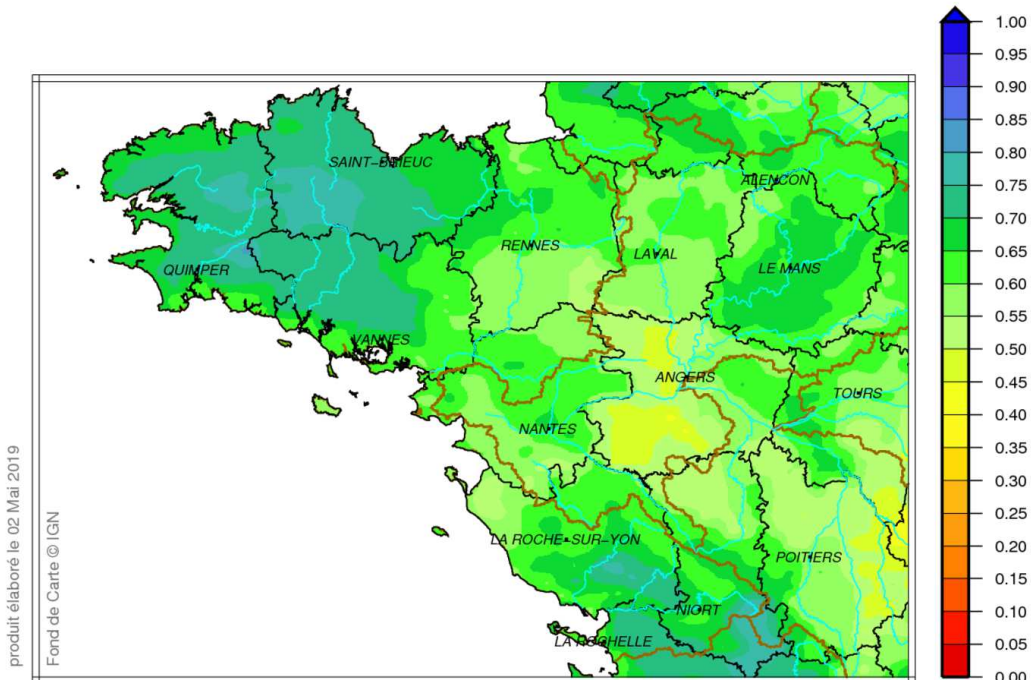 1.00
0.95
0.90
0.85
0.80
0.75
0.70
0.65
0.60
0.55
0.50
0.45
0.40
0.35
0.30
0.25
0.20
0.15
0.10
0.05
0.00
SAINT-BRIEUC
ALENCON
RENNES
LAVAL
LE MANS
QUIMPER
VANNES
ANGERS
TOURS
NANTES
LA ROCHE-SUR-YON
POITIERS
NIORT
LA ROCHELLE
produit élaboré le 02 Mai 2019
Fond de Carte © IGN